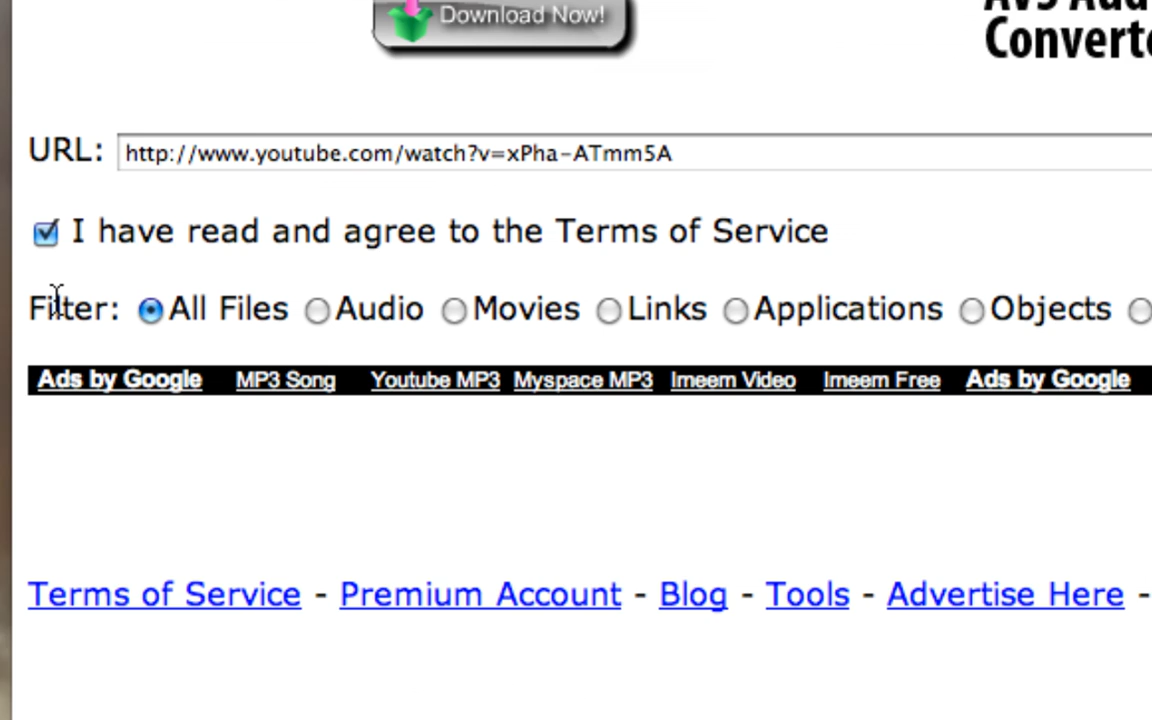 Download Now!
Converte
URL: http://www.youtube.com/watch?v=xPha-ATmm5A
I have read and agree to the Terms of Service
Filter: All Files Audio Movies Links Applications Objects
Ads by Google MP3 Song Youtube MP3 Myspace MP3 Imeem Video Imeem Free Ads by Google
Terms of Service - Premium Account - Blog - Tools - Advertise Here -